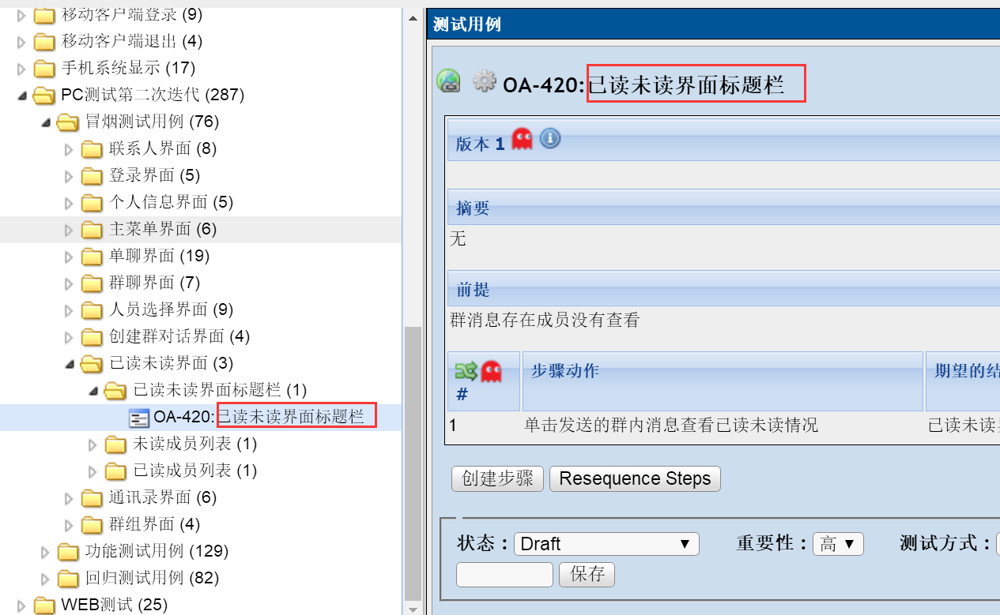 移动客户端登录 (9)
移动客户端退出 (4)
手机系统显示 (17)
PC测试第二次迭代 (287)
冒烟测试用例 (76)
联系人界面 (8)
登录界面 (5)
个人信息界面 (5)
主菜单界面 (6)
单聊界面 (19)
群聊界面 (7)
人员选择界面 (9)
创建群对话界面 (4)
已读未读界面 (3)
已读未读界面标题栏 (1)
OA-420:已读未读界面标题栏
未读成员列表 (1)
已读成员列表 (1)
通讯录界面 (6)
群组界面 (4)
功能测试用例 (129)
回归测试用例 (82)
WEB测试 (25)
测试用例
OA-420:已读未读界面标题栏
版本 1
摘要
无
前提
群消息存在成员没有查看
# 步骤动作 期望的结
1 单击发送的群内消息查看已读未读情况 已读未读
创建步骤 Resequence Steps
状态： Draft 重要性： 高 测试方式：
保存